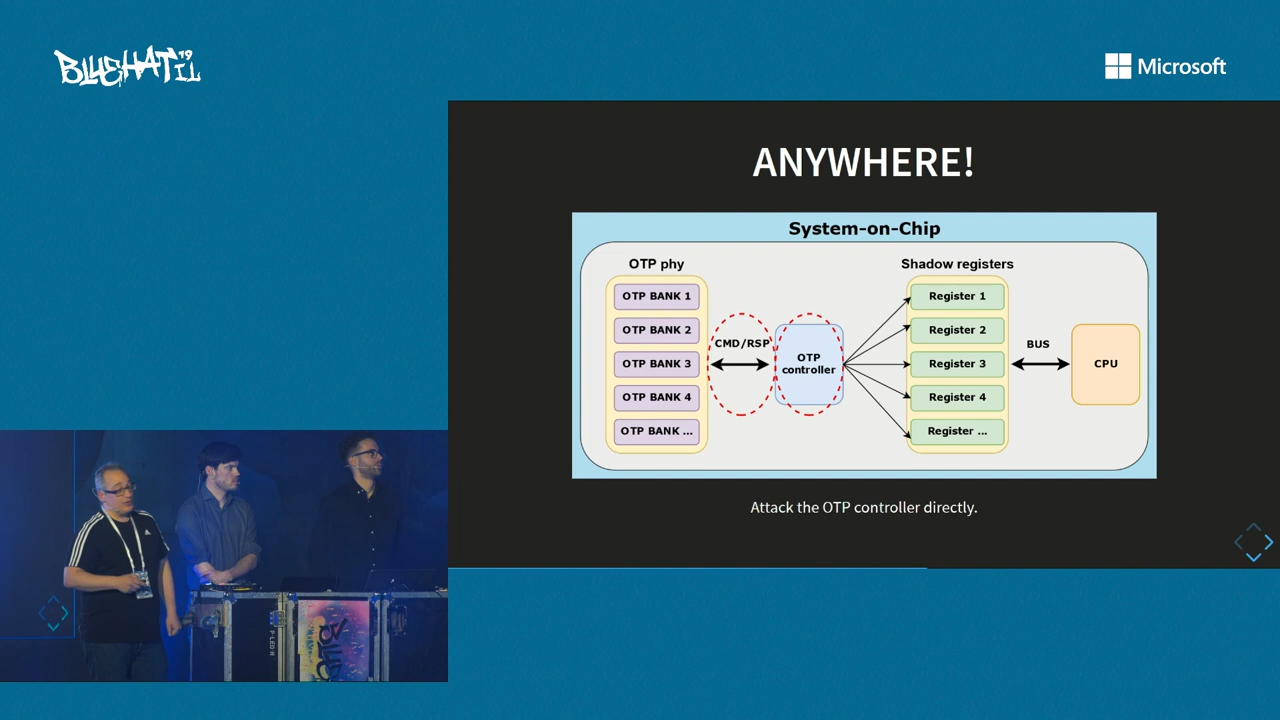 BLUEHAT IL 19
Microsoft
ANYWHERE!
System-on-Chip
OTP phy
Shadow registers
OTP BANK 1
OTP BANK 2
OTP BANK 3
OTP BANK 4
OTP BANK ...
CMD/RSP
OTP
controller
Register 1
Register 2
Register 3
Register 4
Register ...
BUS
CPU
Attack the OTP controller directly.
P-LED-H